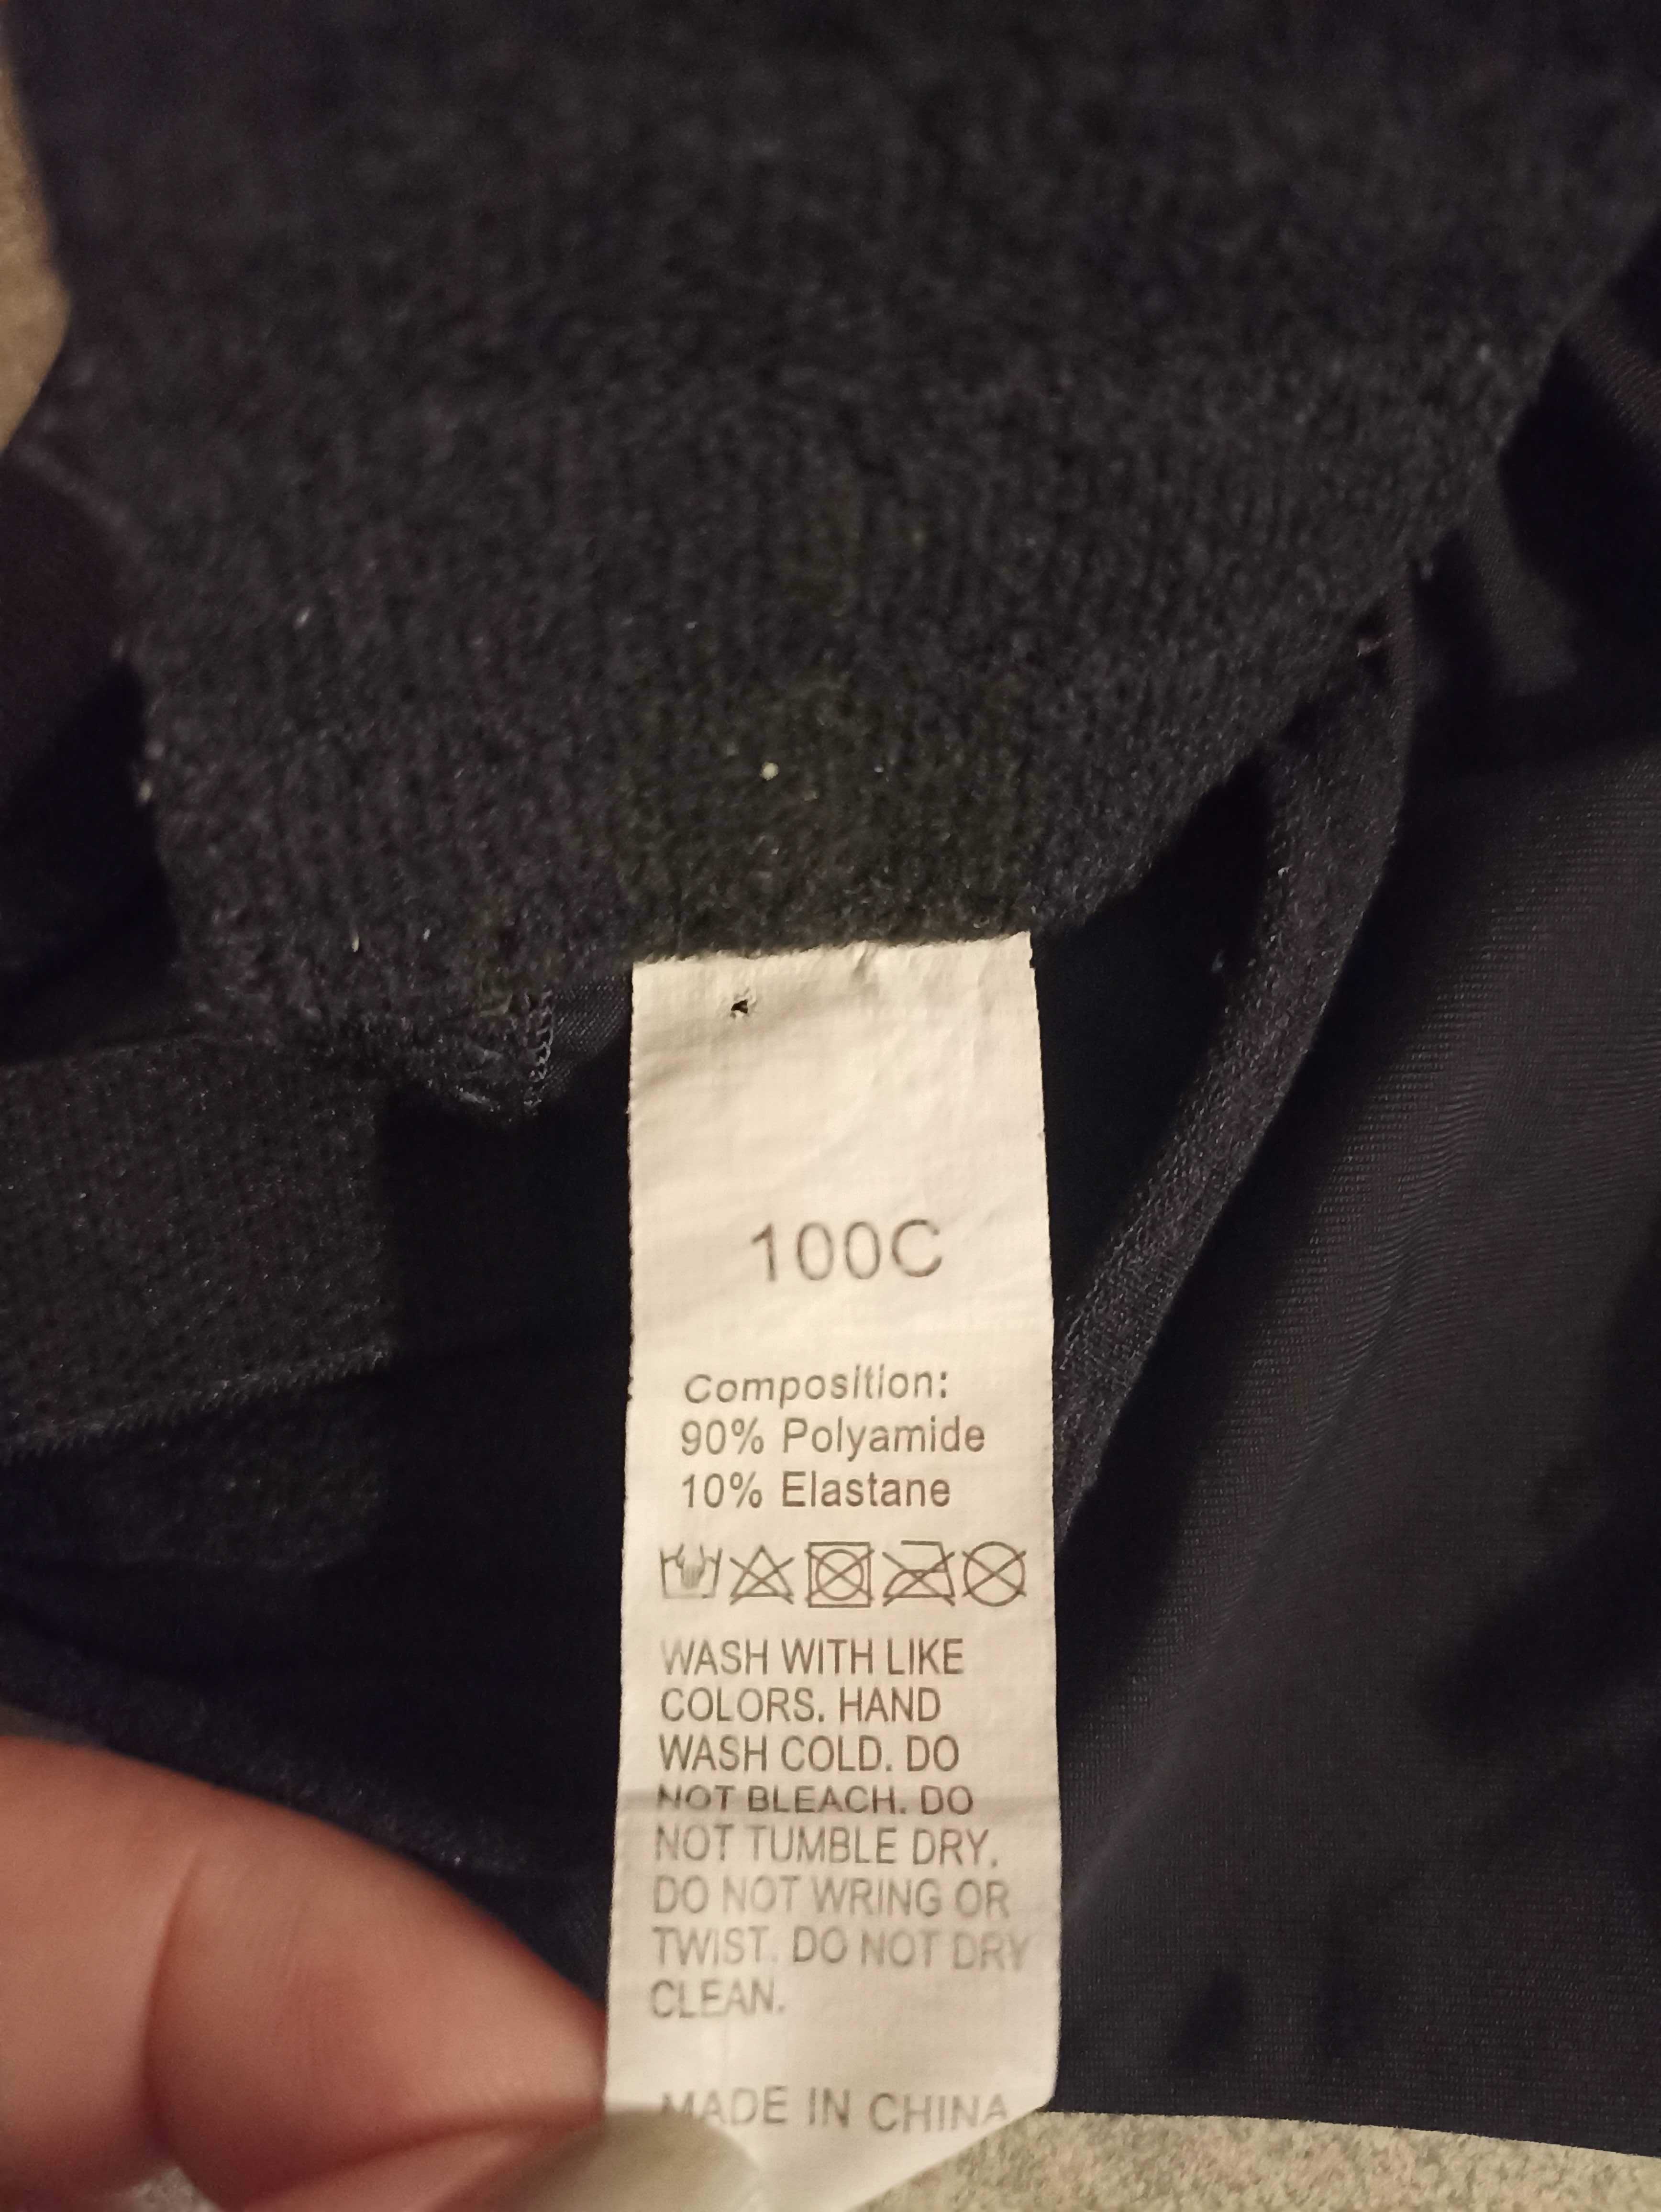 100C
Composition:
90% Polyamide
10% Elastane
WASH WITH LIKE
COLORS. HAND
WASH COLD. DO
NOT BLEACH. DO
NOT TUMBLE DRY.
DO NOT WRING OR
TWIST. DO NOT DRY
CLEAN.
MADE IN CHINA